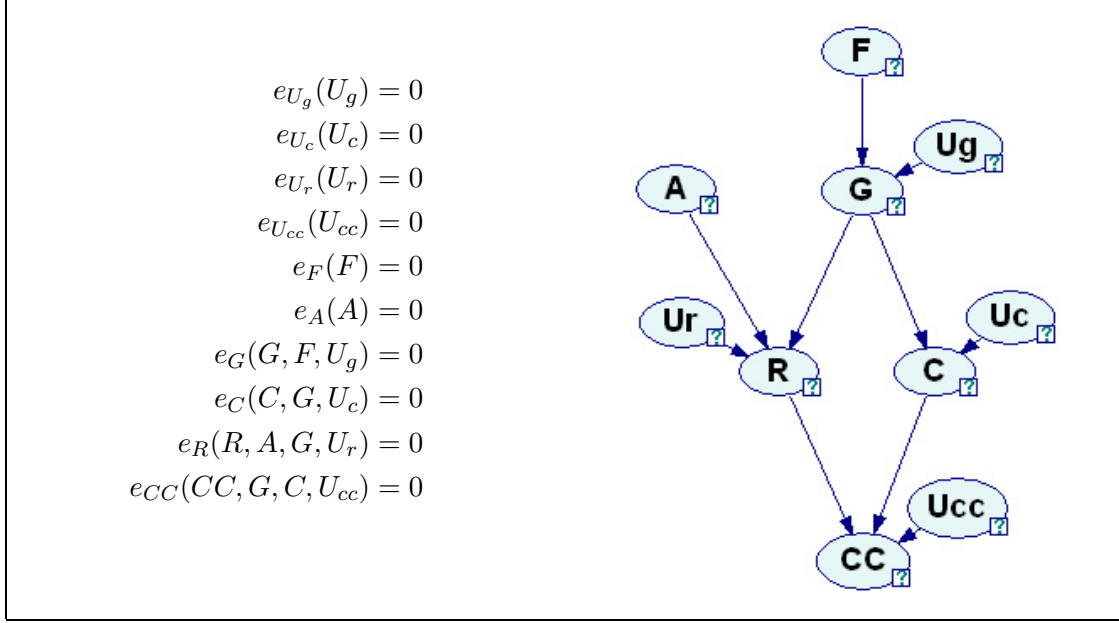 e_{U_g}(U_g) = 0
e_{U_c}(U_c) = 0
e_{U_r}(U_r) = 0
e_{U_{cc}}(U_{cc}) = 0
e_F(F) = 0
e_A(A) = 0
e_G(G, F, U_g) = 0
e_C(C, G, U_c) = 0
e_R(R, A, G, U_r) = 0
e_{CC}(CC, G, C, U_{cc}) = 0
F ?
Ug ?
A ?
G ?
Ur ?
Uc ?
R ?
C ?
Ucc ?
CC ?